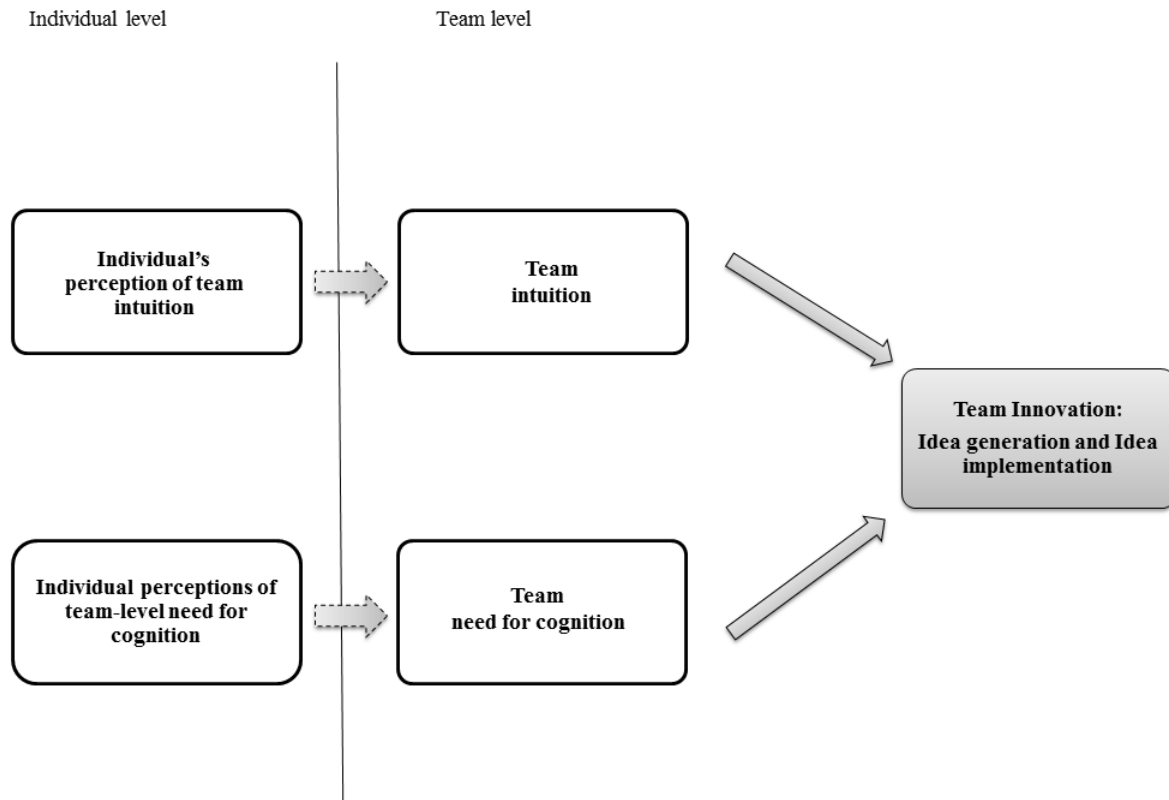 Individual level
Team level
Individual’s
perception of team
intuition
Team
intuition
Team Innovation:
Idea generation and Idea
implementation
Individual perceptions of
team-level need for
cognition
Team
need for cognition